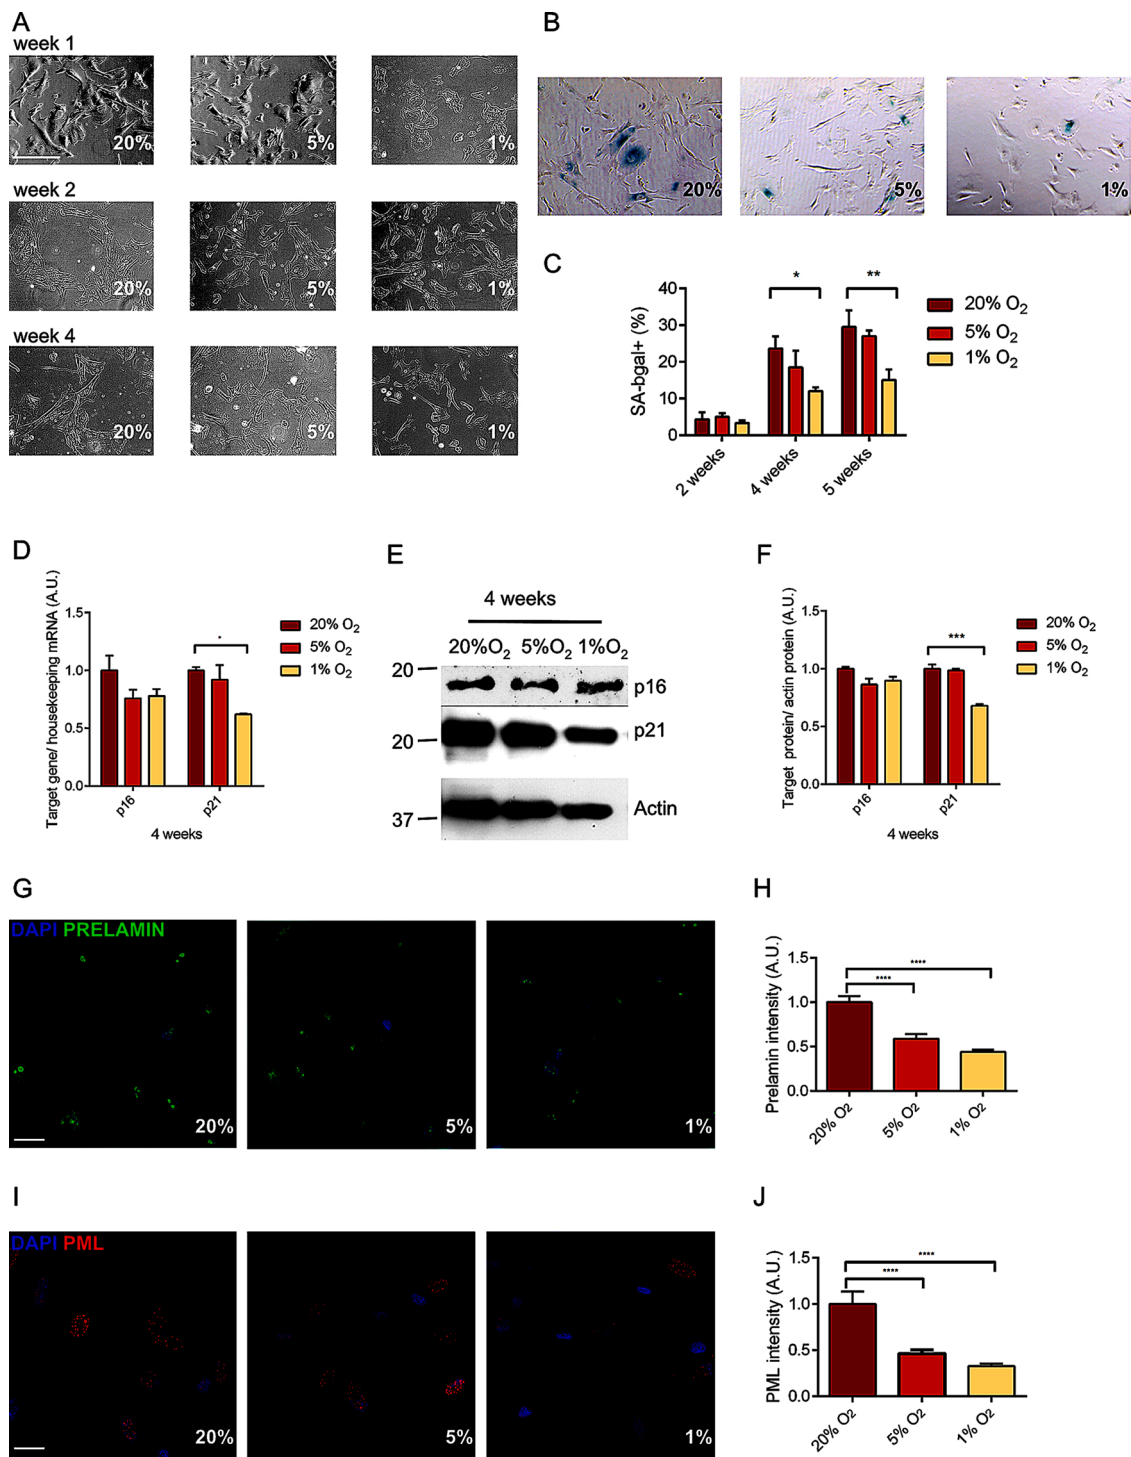 A
week 1
20%
5%
1%
week 2
20%
5%
1%
week 4
20%
5%
1%
B
20%
5%
1%
C
* **
SA-bgal+ (%)
40
30
20
10
0
2 weeks
4 weeks
5 weeks
20% O₂
5% O₂
1% O₂
D
Target gene/ housekeeping mRNA (A.U.)
1.5
1.0
0.5
0.0
*
p16
p21
4 weeks
20% O₂
5% O₂
1% O₂
E
4 weeks
20%O₂ 5%O₂ 1%O₂
20
p16
20
p21
37
Actin
F
Target protein/ actin protein (A.U.)
1.5
1.0
0.5
0.0
***
p16
p21
4 weeks
20% O₂
5% O₂
1% O₂
G
DAPI PRELAMIN
20%
5%
1%
H
Prelamin intensity (A.U.)
1.5
1.0
0.5
0.0
****
****
20% O₂
5% O₂
1% O₂
I
DAPI PML
20%
5%
1%
J
PML intensity (A.U.)
1.5
1.0
0.5
0.0
****
****
20% O₂
5% O₂
1% O₂